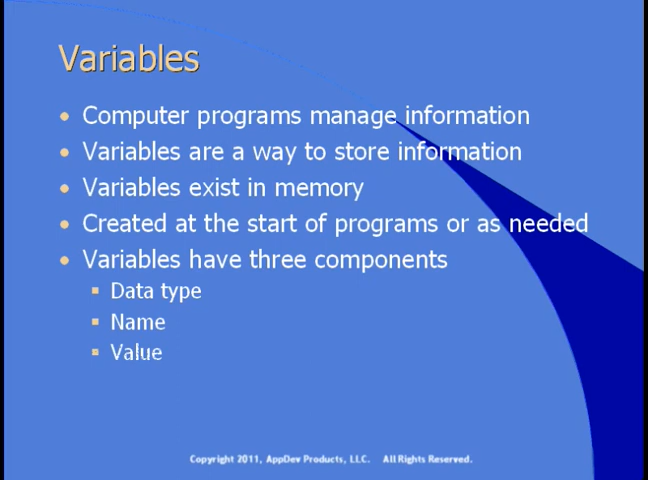 Variables
• Computer programs manage information
• Variables are a way to store information
• Variables exist in memory
• Created at the start of programs or as needed
• Variables have three components
▪ Data type
▪ Name
▪ Value
Copyright 2011, AppDev Products, LLC. All Rights Reserved.